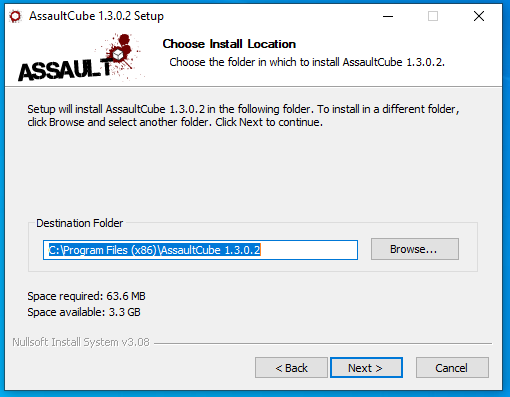 AssaultCube 1.3.0.2 Setup
ASSAULT
Choose Install Location
Choose the folder in which to install AssaultCube 1.3.0.2.
Setup will install AssaultCube 1.3.0.2 in the following folder. To install in a different folder,
click Browse and select another folder. Click Next to continue.
Destination Folder
C:\Program Files (x86)\AssaultCube 1.3.0.2
Browse...
Space required: 63.6 MB
Space available: 3.3 GB
Nullsoft Install System v3.08
< Back
Next >
Cancel